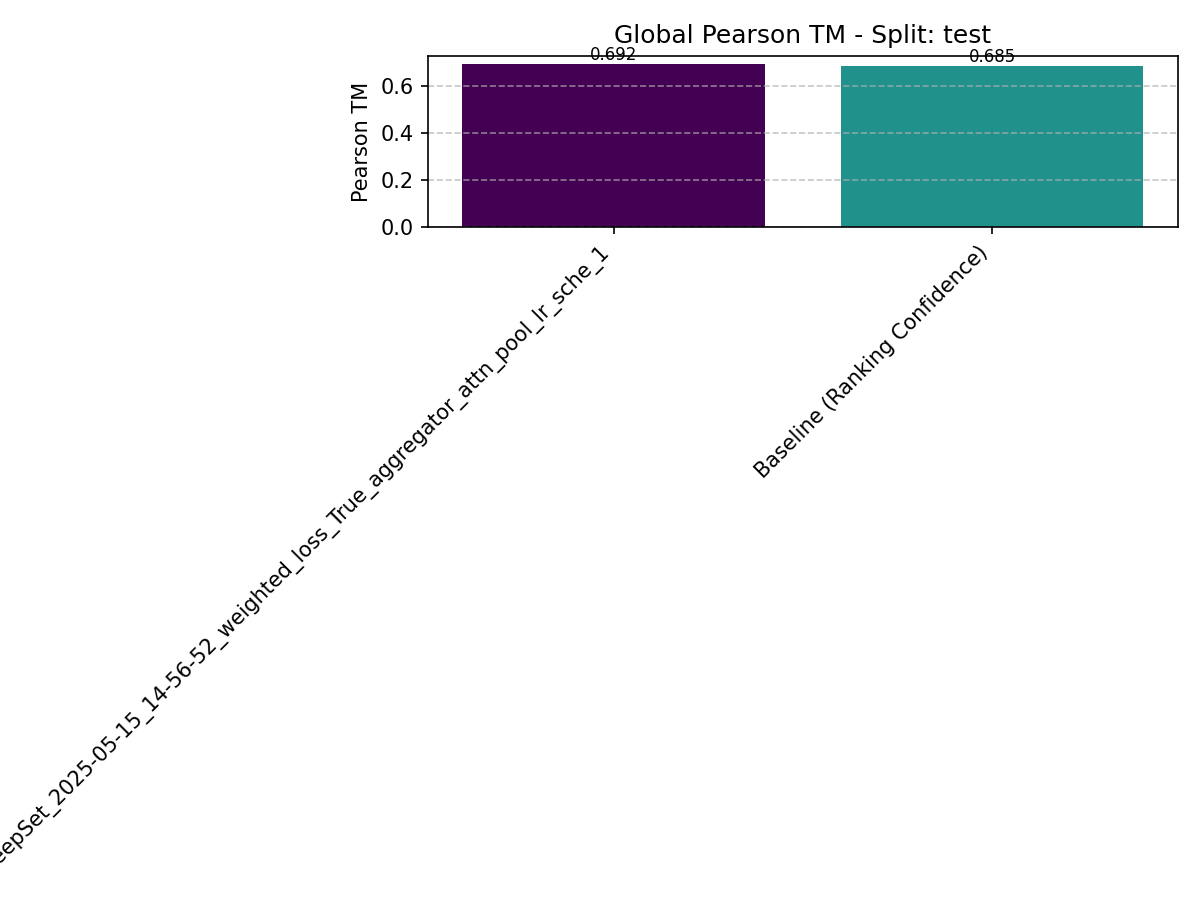 Global Pearson TM - Split: test
0.692
0.685
Pearson TM
0.6
0.4
0.2
0.0
eepSet_2025-05-15_14-56-52_weighted_loss_True_aggregator_attn_pool_lr_sche_1
Baseline (Ranking Confidence)